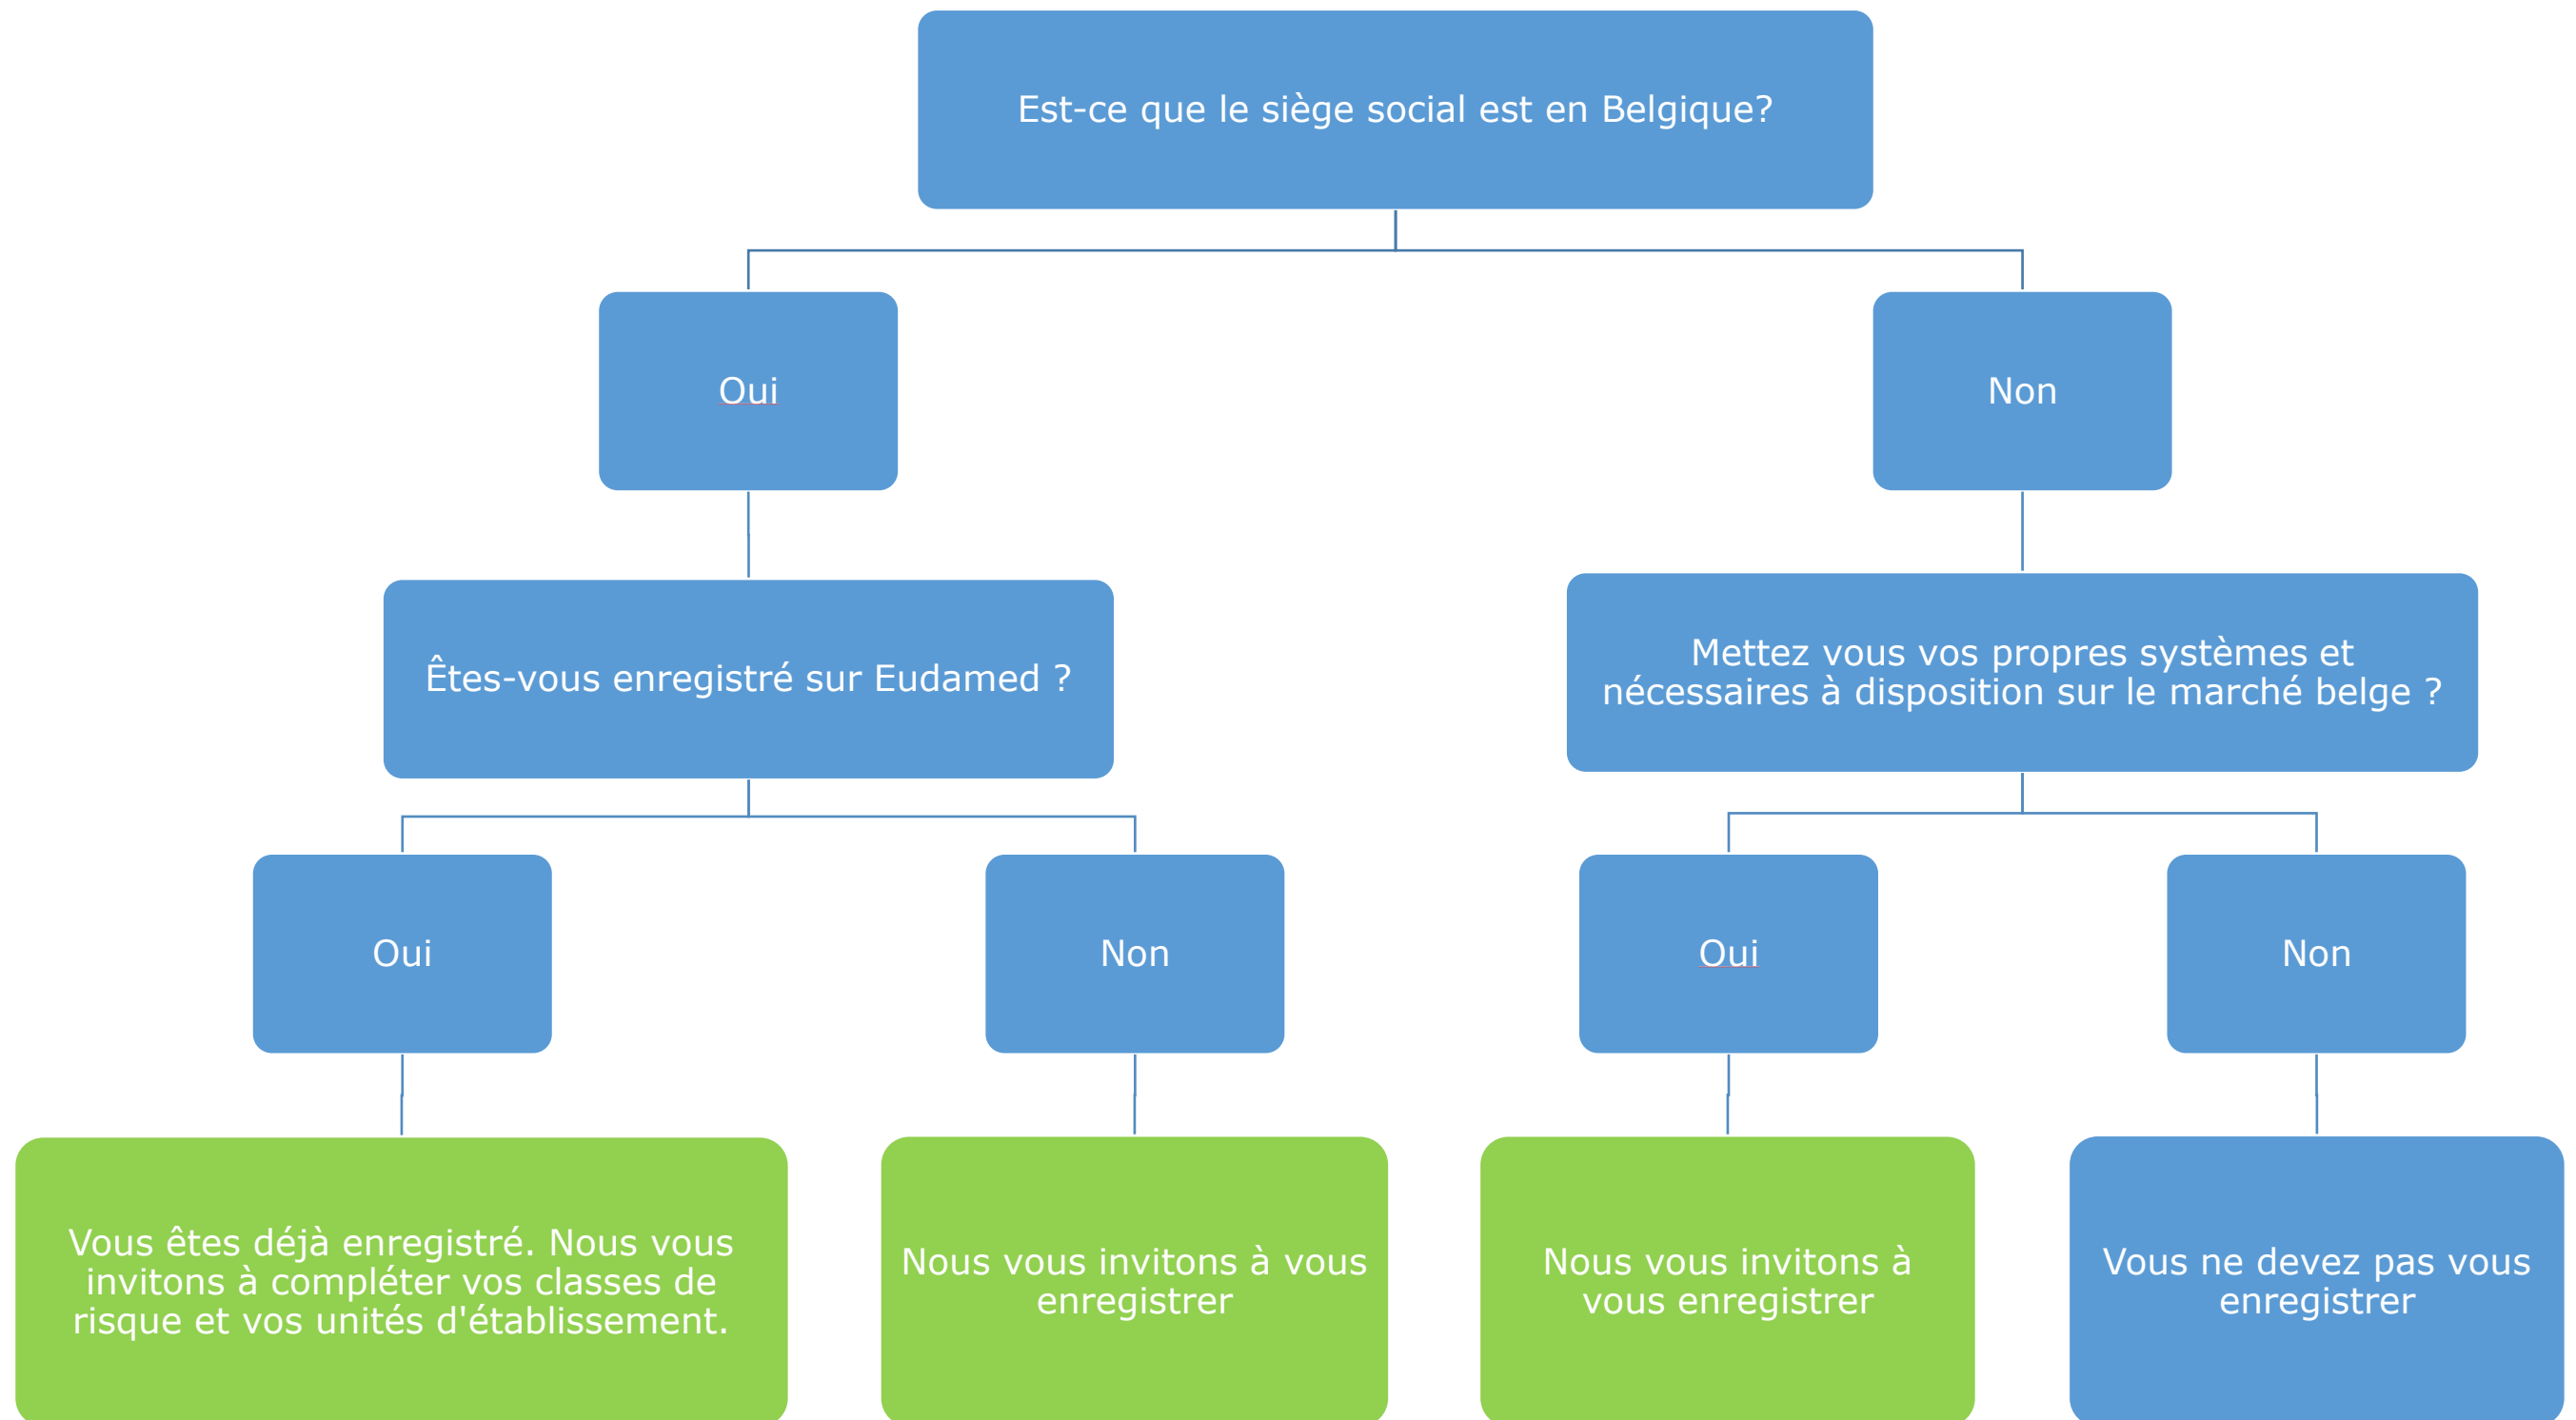 Est-ce que le siège social est en Belgique?
Oui
Non
Êtes-vous enregistré sur Eudamed ?
Mettez vous vos propres systèmes et
nécessaires à disposition sur le marché belge ?
Oui
Non
Oui
Non
Vous êtes déjà enregistré. Nous vous
invitons à compléter vos classes de
risque et vos unités d'établissement.
Nous vous invitons à vous
enregistrer
Nous vous invitons à
vous enregistrer
Vous ne devez pas vous
enregistrer